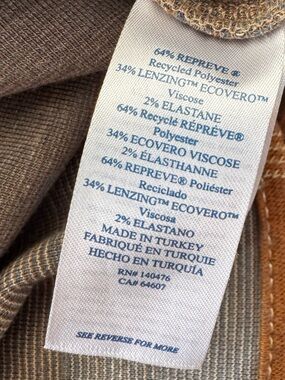 64% REPREVE ®
Recycled Polyester
34% LENZING™ ECOVERO™
Viscose
2% ELASTANE
64% Recyclé RÉPRÉVE®
Polyester
34% ECOVERO VISCOSE
2% ÉLASTHANNE
64% REPREVE® Poliéster
Reciclado
34% LENZING™ ECOVERO™
Viscosa
2% ELASTANO
MADE IN TURKEY
FABRIQUÉ EN TURQUIE
HECHO EN TURQUÍA
RN# 140476
CA# 64607
SEE REVERSE FOR MORE